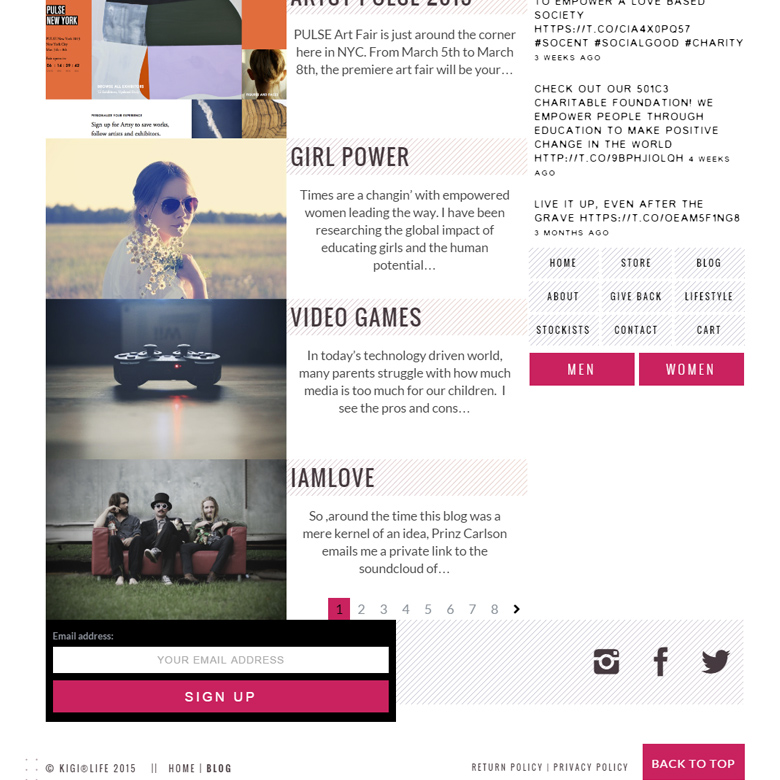 PULSE
NEW YORK
Sign up for Artsy to save works,
follow artists and exhibitors.
ARTSY PULSE 2015
PULSE Art Fair is just around the corner
here in NYC. From March 5th to March
8th, the premiere art fair will be your…
GIRL POWER
Times are a changin’ with empowered
women leading the way. I have been
researching the global impact of
educating girls and the human
potential…
VIDEO GAMES
In today’s technology driven world,
many parents struggle with how much
media is too much for our children.  I
see the pros and cons…
IAMLOVE
So ,around the time this blog was a
mere kernel of an idea, Prinz Carlson
emails me a private link to the
soundcloud of…
1 2 3 4 5 6 7 8
TO EMPOWER A LOVE BASED
SOCIETY
HTTPS://T.CO/CIA4X0PQ57
#SOCENT #SOCIALGOOD #CHARITY
3 WEEKS AGO
CHECK OUT OUR 501C3
CHARITABLE FOUNDATION! WE
EMPOWER PEOPLE THROUGH
EDUCATION TO MAKE POSITIVE
CHANGE IN THE WORLD
HTTP://T.CO/9BPHJIOLQH 4 WEEKS
AGO
LIVE IT UP, EVEN AFTER THE
GRAVE HTTPS://T.CO/OEAM5F1NG8
3 MONTHS AGO
HOME STORE BLOG
ABOUT GIVE BACK LIFESTYLE
STOCKISTS CONTACT CART
MEN WOMEN
Email address:
YOUR EMAIL ADDRESS
SIGN UP
© KIGI®LIFE 2015 || HOME | BLOG
RETURN POLICY | PRIVACY POLICY
BACK TO TOP